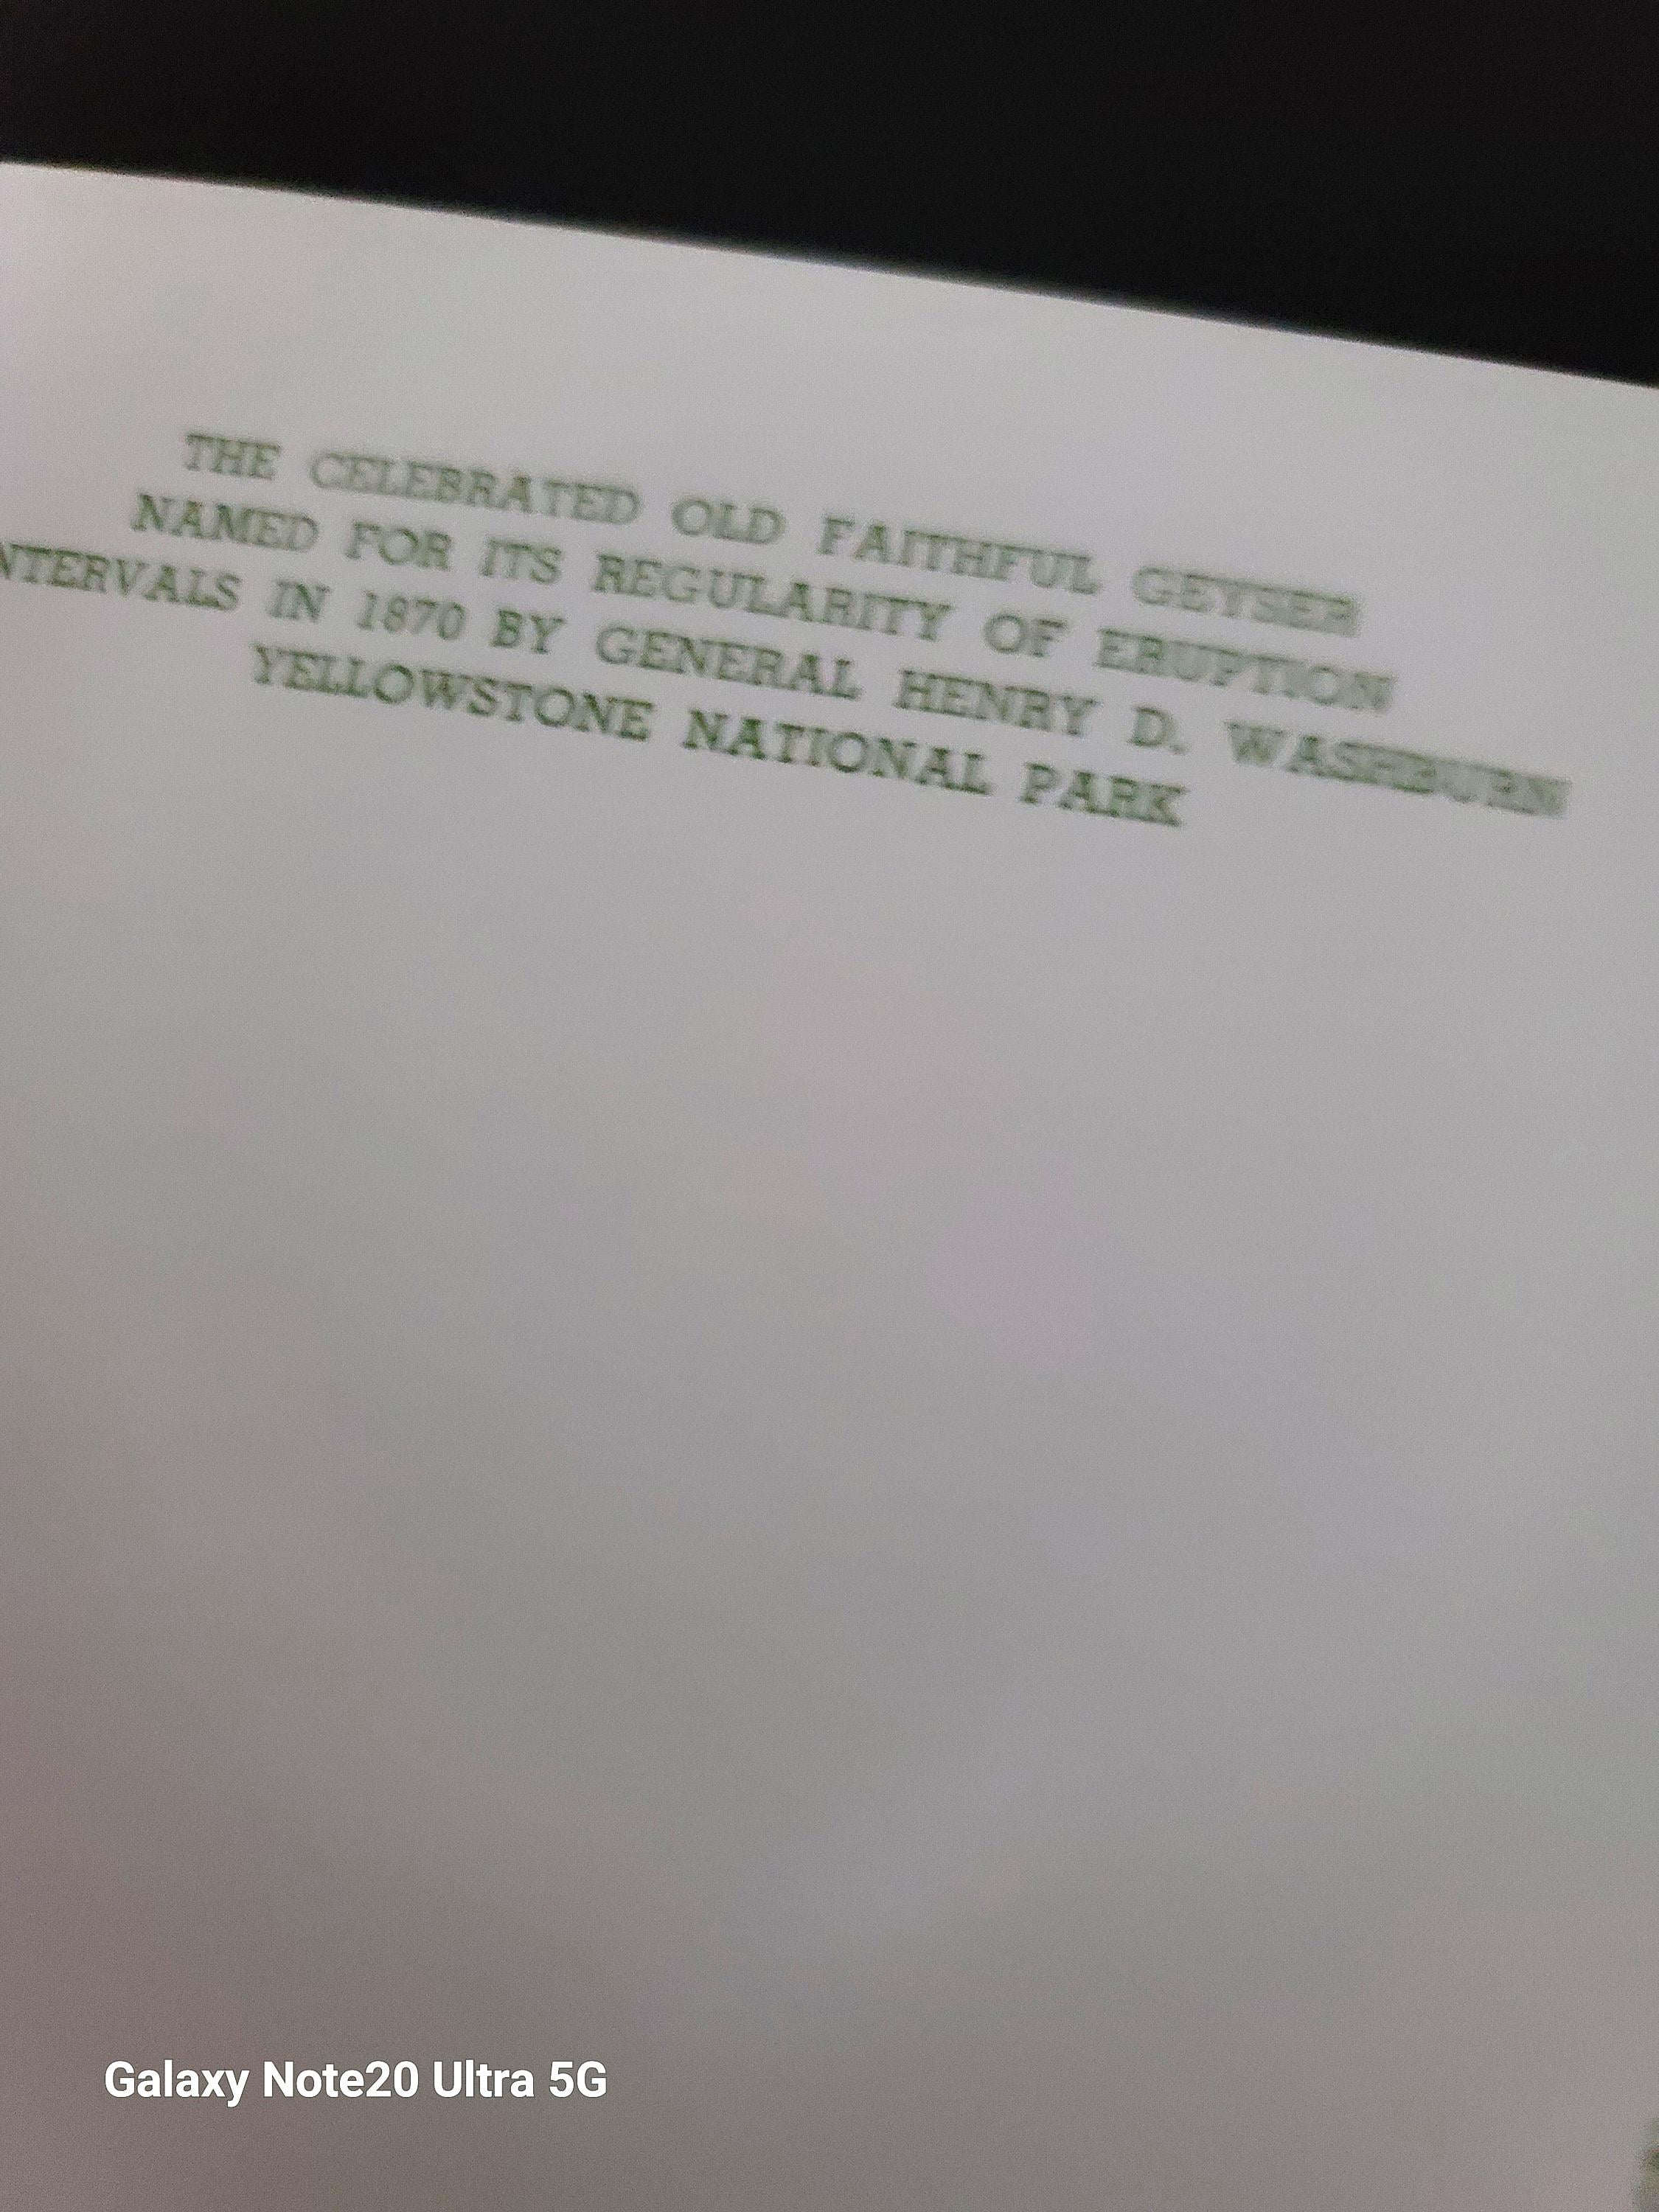 THE CELEBRATED OLD FAITHFUL GEYSER
NAMED FOR ITS REGULARITY OF ERUPTION
NTERVALS IN 1870 BY GENERAL HENRY D. WASHBURN
YELLOWSTONE NATIONAL PARK
Galaxy Note20 Ultra 5G